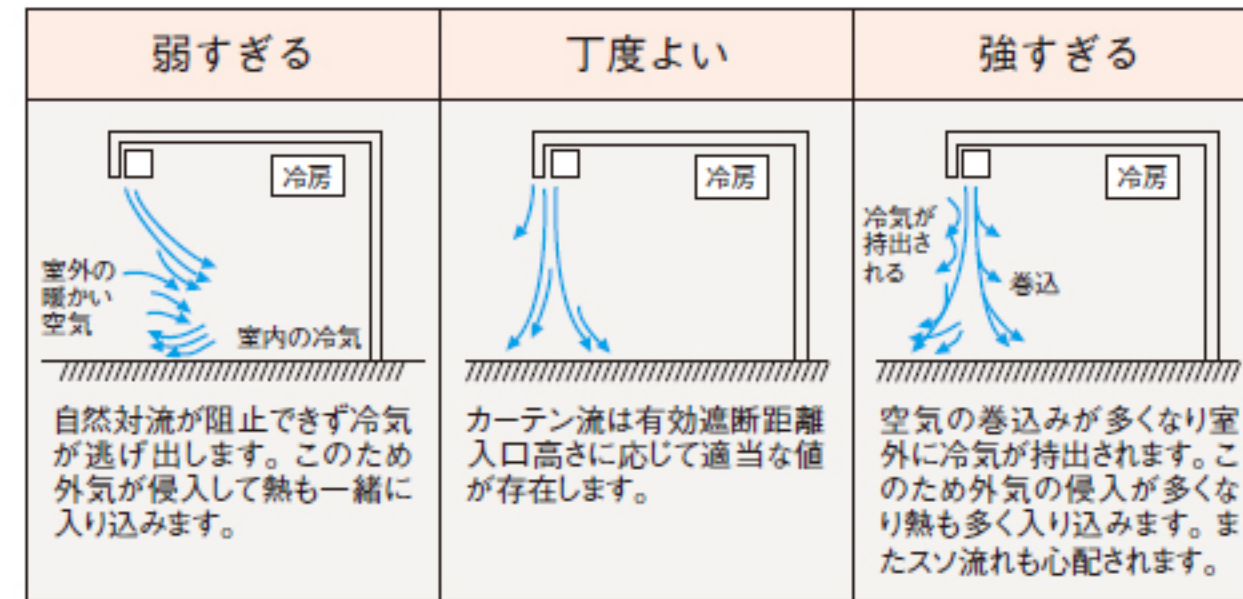 弱すぎる
丁度よい
強すぎる
冷房
室外の
暖かい
空気
室内の冷気
冷房
冷房
冷気が
持出さ
れる
巻込
自然対流が阻止できず冷気
が逃げ出します。このため
外気が侵入して熱も一緒に
入り込みます。
カーテン流は有効遮断距離
入口高さに応じて適当な値
が存在します。
空気の巻込みが多くなり室
外に冷気が持出されます。こ
のため外気の侵入が多くな
り熱も多く入り込みます。ま
たスソ流れも心配されます。